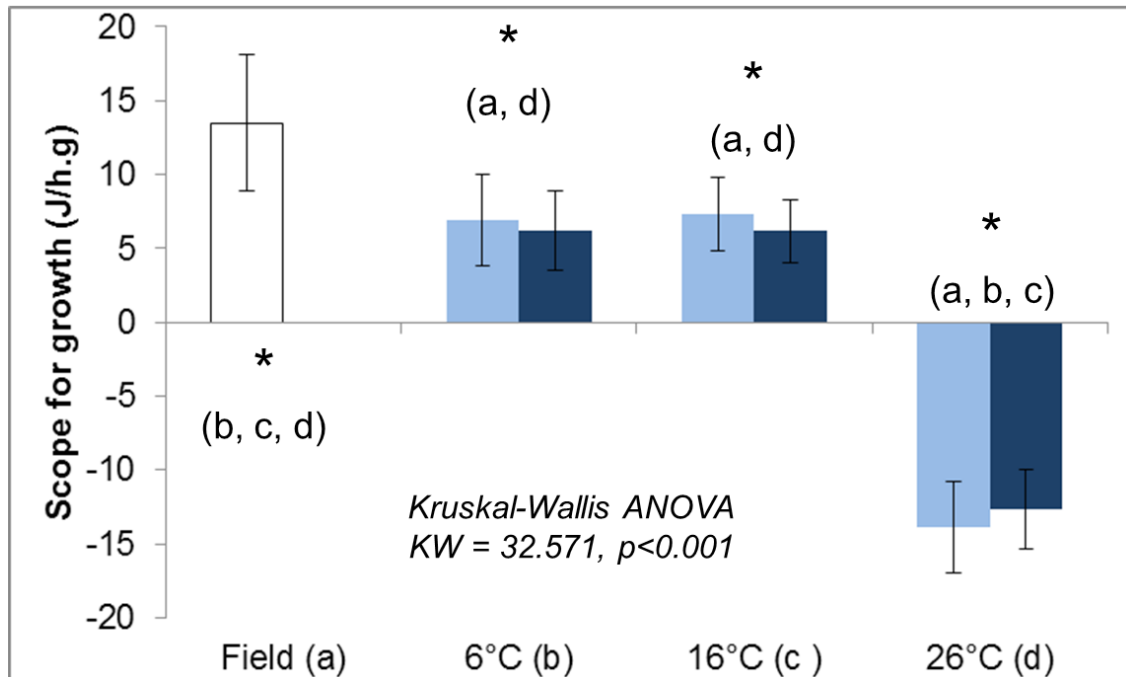 Scope for growth (J/h.g)
20
15
10
5
0
-5
-10
-15
-20
*
(b, c, d)
*
(a, d)
*
(a, d)
*
(a, b, c)
Kruskal-Wallis ANOVA
KW = 32.571, p<0.001
Field (a)
6°C (b)
16°C (c )
26°C (d)